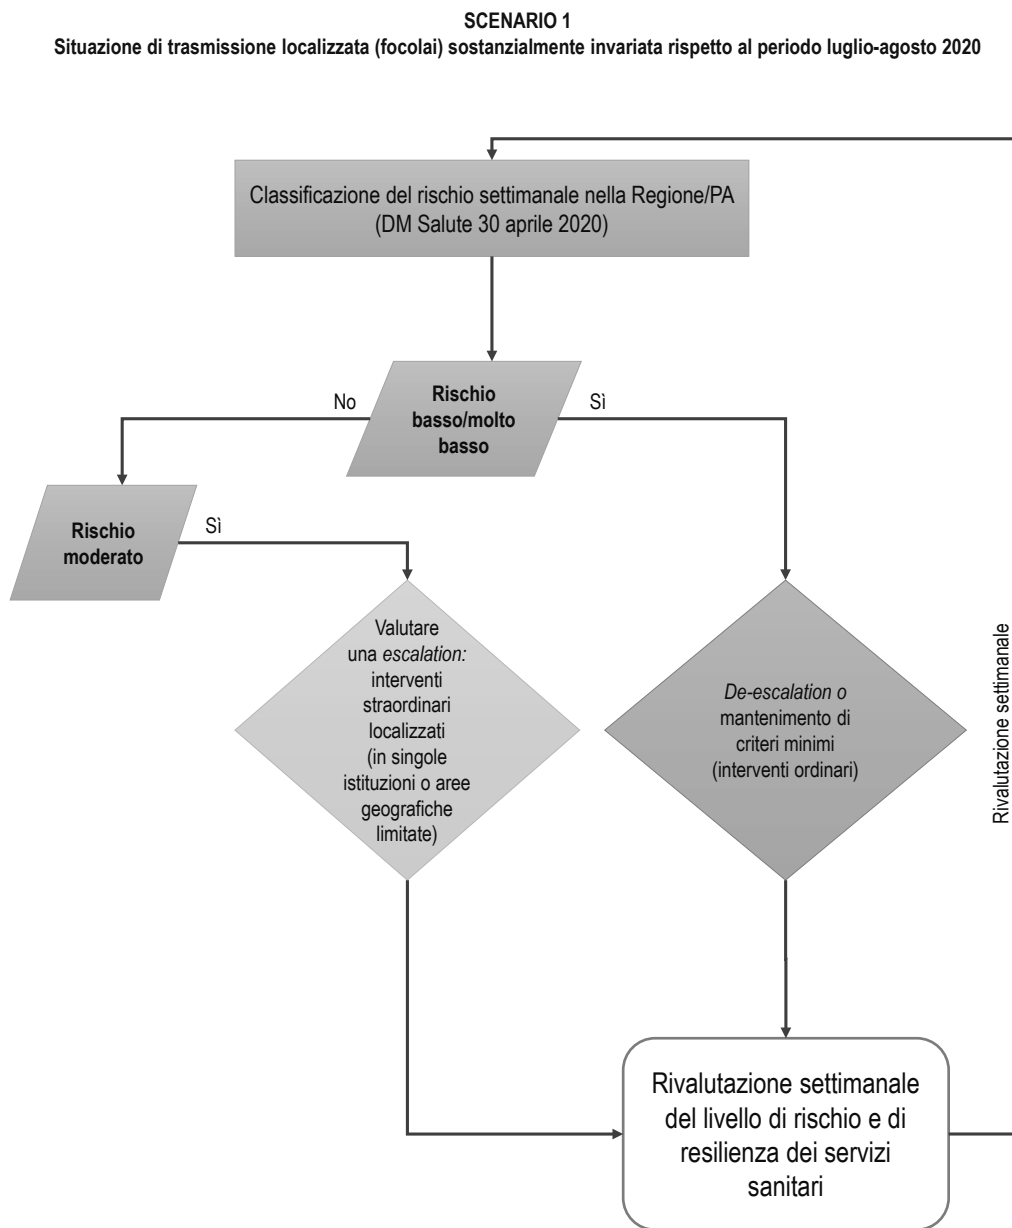 SCENARIO 1
Situazione di trasmissione localizzata (focolai) sostanzialmente invariata rispetto al periodo luglio-agosto 2020
Classificazione del rischio settimanale nella Regione/PA
(DM Salute 30 aprile 2020)
Rischio
basso/molto
basso
No
Sì
Rischio
moderato
Sì
Valutare
una escalation:
interventi
straordinari
localizzati
(in singole
istituzioni o aree
geografiche
limitate)
De-escalation o
mantenimento di
criteri minimi
(interventi ordinari)
Rivalutazione settimanale
Rivalutazione settimanale
del livello di rischio e di
resilienza dei servizi
sanitari